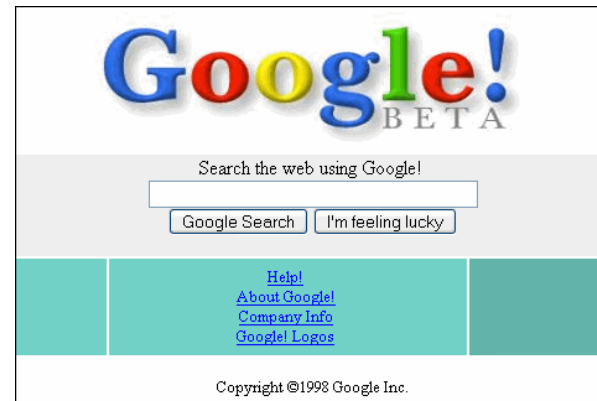 Google!
BETA
Search the web using Google!
Google Search I'm feeling lucky
Help!
About Google!
Company Info
Google! Logos
Copyright ©1998 Google Inc.